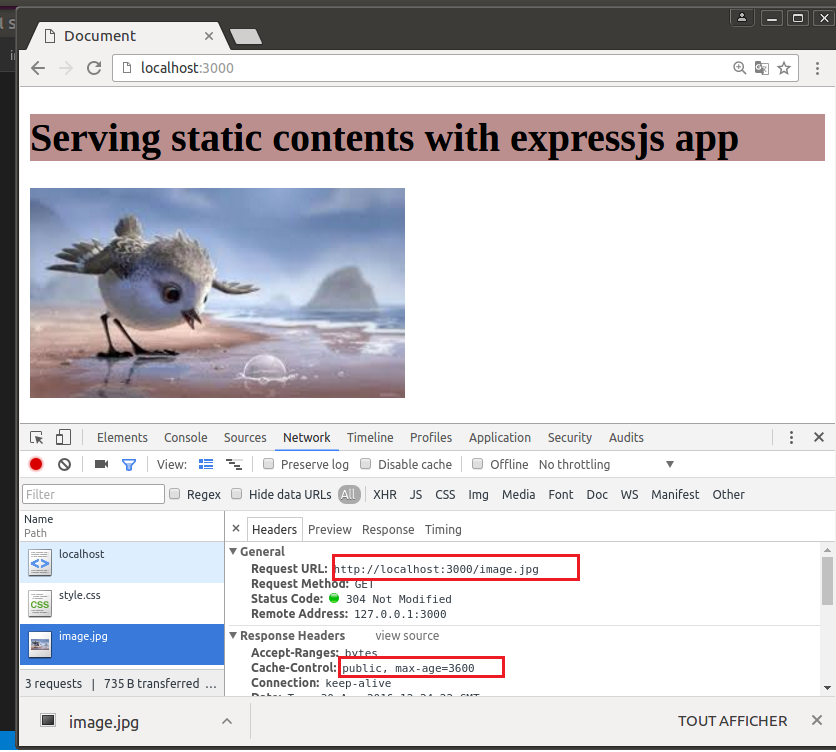 Document
localhost:3000
Serving static contents with expressjs app
Elements Console Sources Network Timeline Profiles Application Security Audits
View: Preserve log Disable cache Offline No throttling
Filter Regex Hide data URLs All XHR JS CSS Img Media Font Doc WS Manifest Other
Name
Path
localhost
style.css
image.jpg
3 requests | 735 B transferred ...
Headers Preview Response Timing
General
Request URL: http://localhost:3000/image.jpg
Request Method: GET
Status Code: 304 Not Modified
Remote Address: 127.0.0.1:3000
Response Headers view source
Accept-Ranges: bytes
Cache-Control: public, max-age=3600
Connection: keep-alive
image.jpg
TOUT AFFICHER